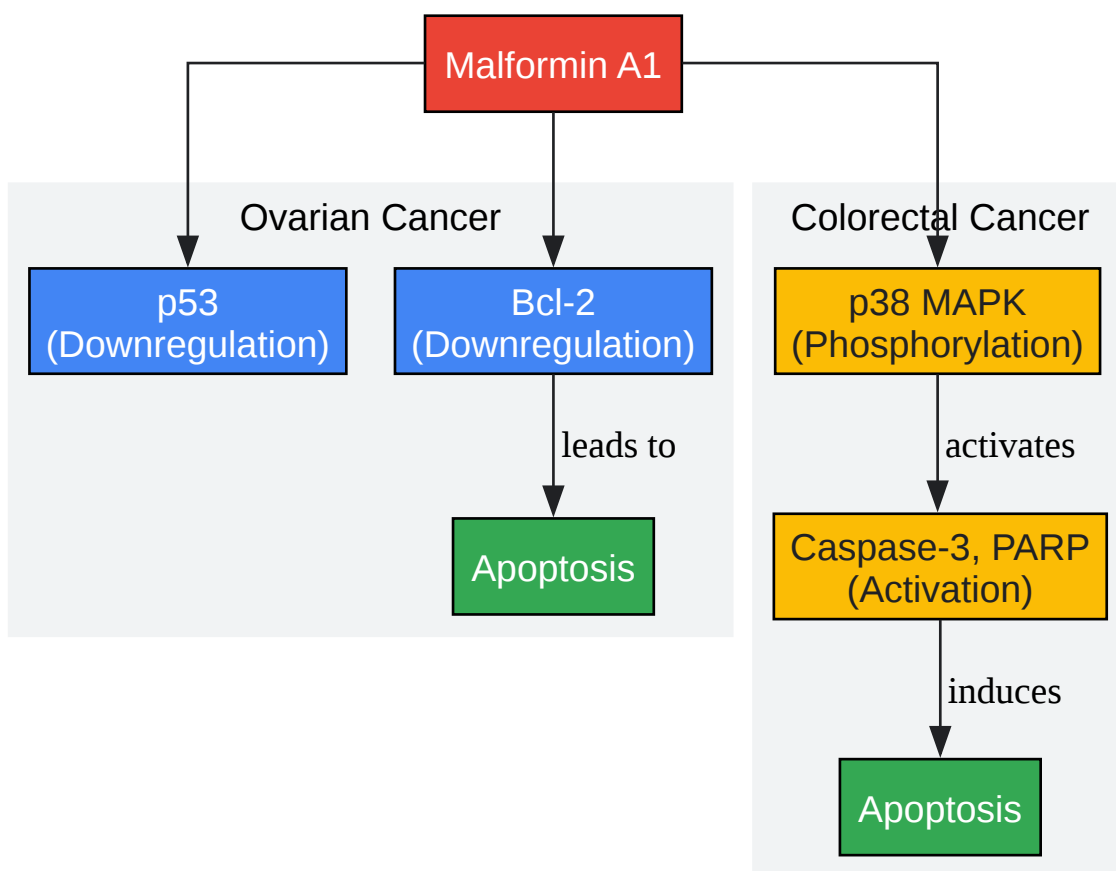 Malformin A1
Ovarian Cancer
Colorectal Cancer
p53
(Downregulation)
Bcl-2
(Downregulation)
p38 MAPK
(Phosphorylation)
leads to
activates
Apoptosis
Caspase-3, PARP
(Activation)
induces
Apoptosis